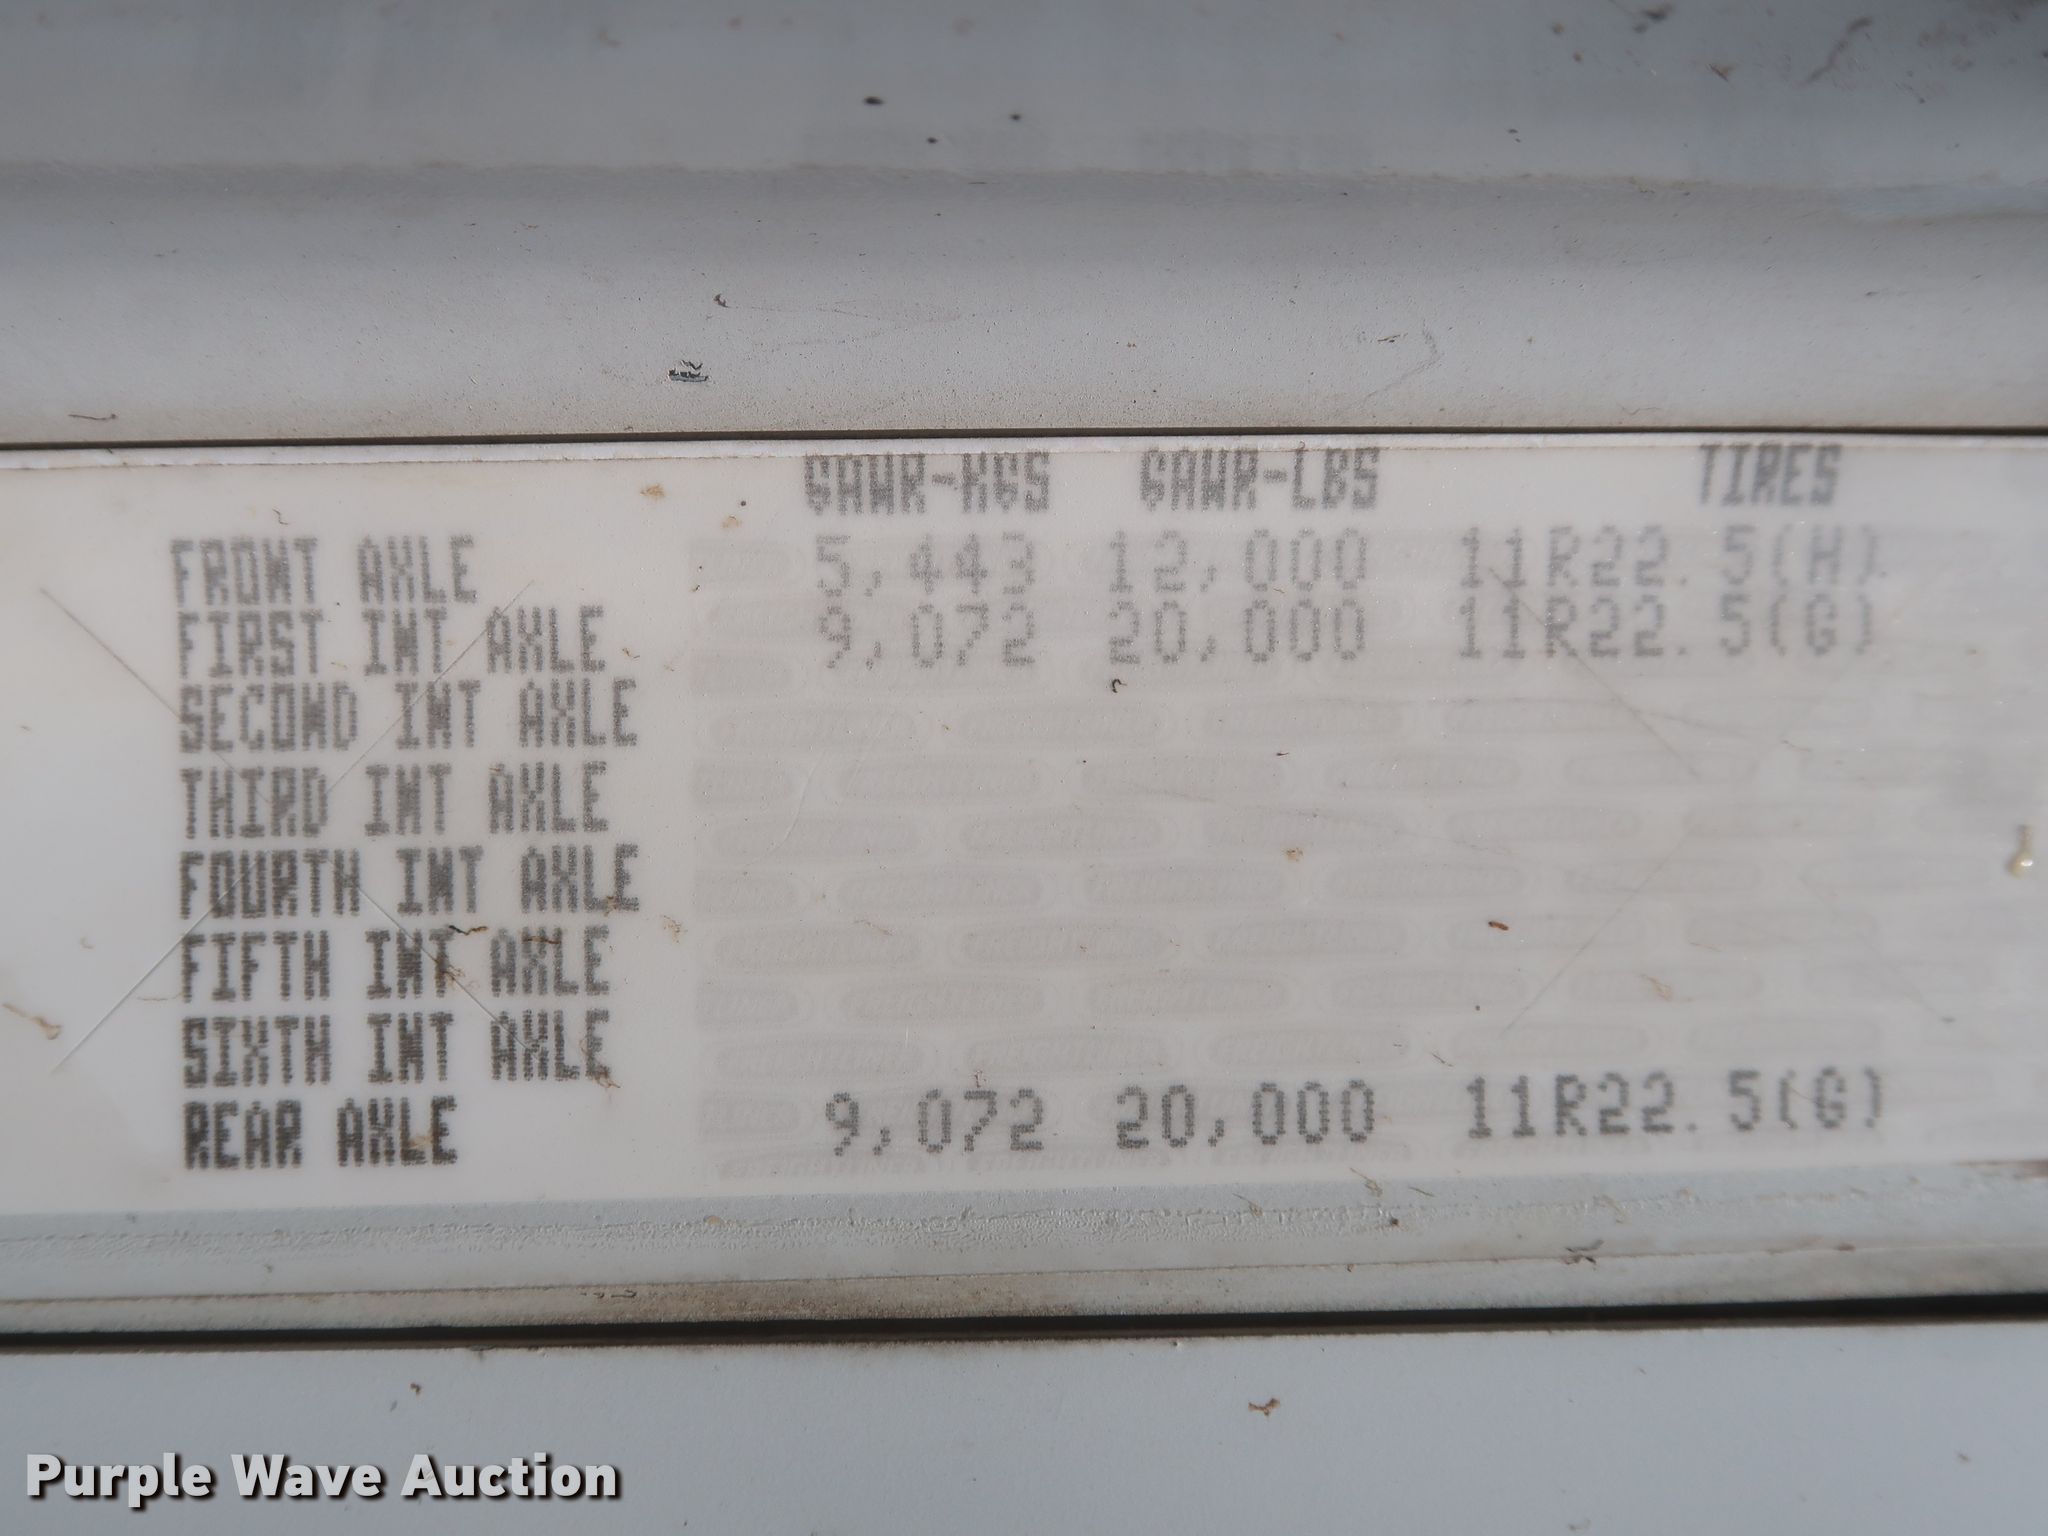 GAWR-KGS GAWR-LBS TIRES
FRONT AXLE 5,443 12,000 11R22.5(H)
FIRST INT AXLE 9,072 20,000 11R22.5(G)
SECOND INT AXLE
THIRD INT AXLE
FOURTH INT AXLE
FIFTH INT AXLE
SIXTH INT AXLE
REAR AXLE 9,072 20,000 11R22.5(G)
Purple Wave Auction